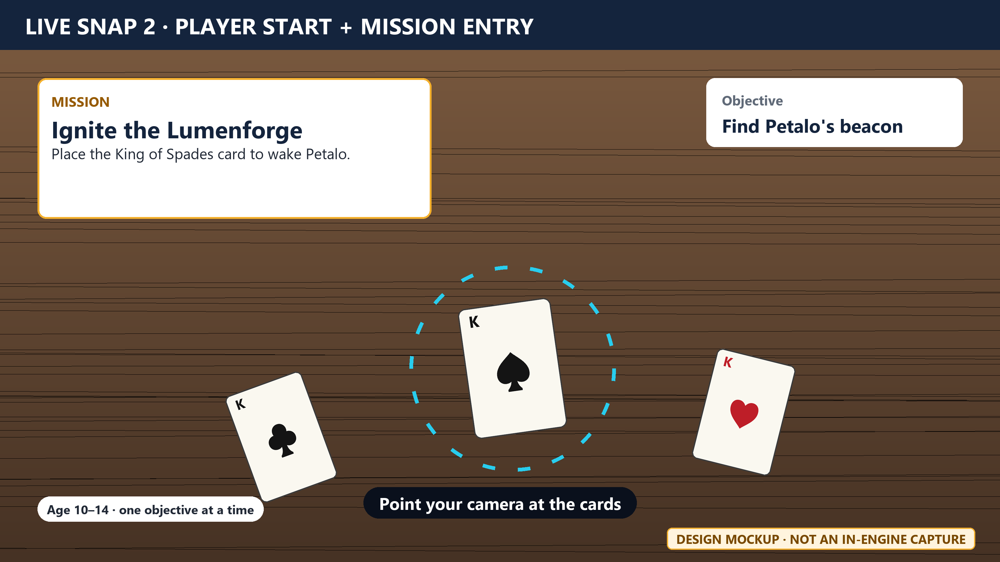 LIVE SNAP 2 · PLAYER START + MISSION ENTRY
MISSION
Ignite the Lumenforge
Place the King of Spades card to wake Petalo.
Objective
Find Petalo's beacon
K
K
K
Age 10–14 · one objective at a time
Point your camera at the cards
DESIGN MOCKUP · NOT AN IN-ENGINE CAPTURE